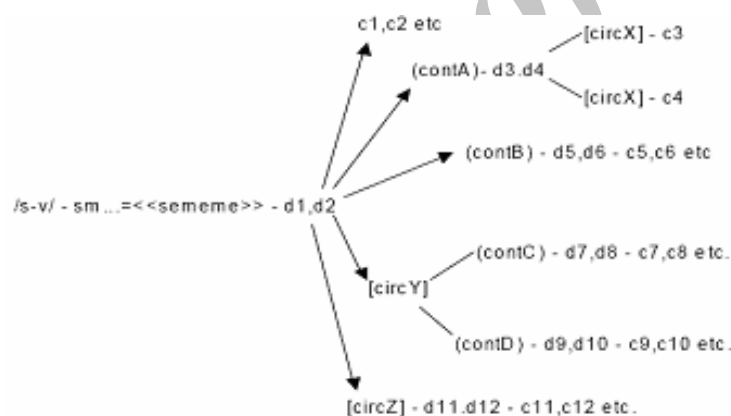 c1,c2 etc
[circX] - c3
(contA) - d3.d4
[circX] - c4
(contB) - d5,d6 - c5,c6 etc
/s-v/ - sm...=<<sememe>> - d1,d2
(contC) - d7,d8 - c7,c8 etc.
[circY]
(contD) - d9,d10 - c9,c10 etc.
[circZ] - d11.d12 - c11,c12 etc.